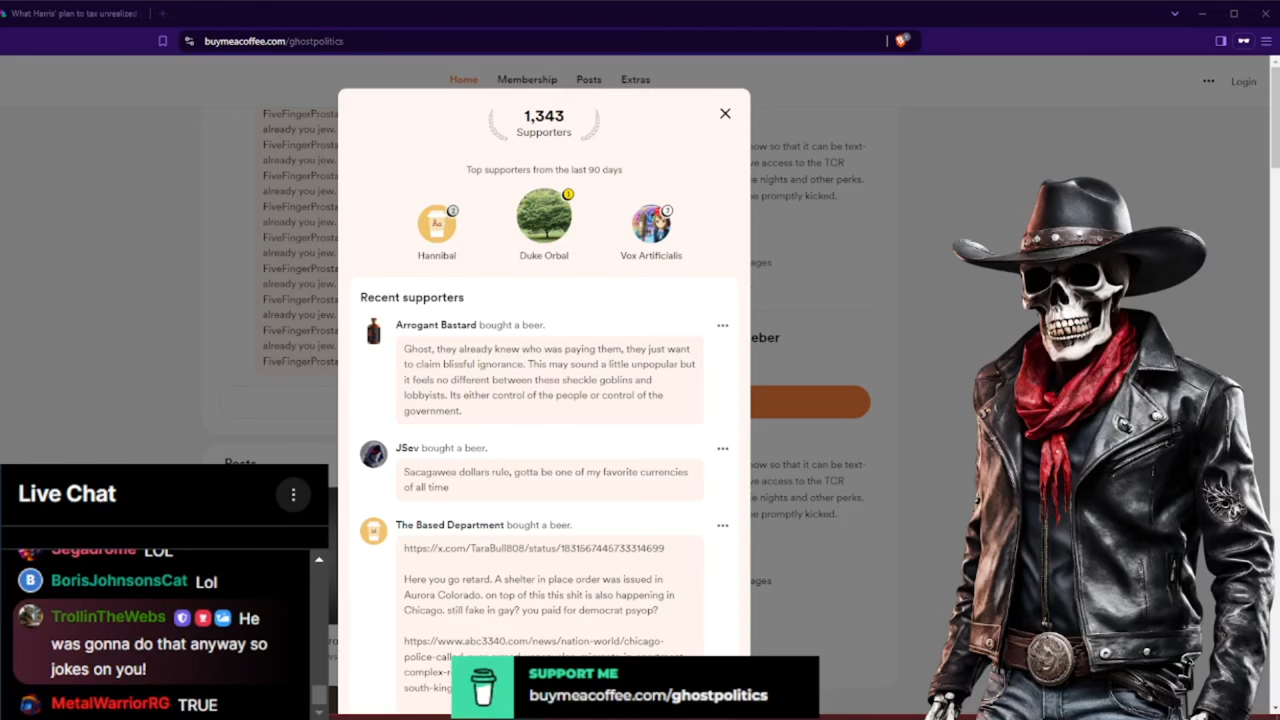 What Harris' plan to tax unrealized
buymeacoffee.com/ghostpolitics
Home Membership Posts Extras
Login
FiveFingerProsta
already you jew.
FiveFingerProsta
already you jew.
FiveFingerProsta
already you jew.
FiveFingerProsta
already you jew.
FiveFingerProsta
already you jew.
FiveFingerProsta
already you jew.
FiveFingerProsta
already you jew.
FiveFingerProsta
already you jew.
FiveFingerProsta
Posts
1,343
Supporters
Top supporters from the last 90 days
2
1
3
Hannibal
Duke Orbal
Vox Artificialis
Recent supporters
Arrogant Bastard bought a beer.
Ghost, they already knew who was paying them, they just want
to claim blissful ignorance. This may sound a little unpopular but
it feels no different between these sheckle goblins and
lobbyists. Its either control of the people or control of the
government.
JSev bought a beer.
Sacagawea dollars rule, gotta be one of my favorite currencies
of all time
The Based Department bought a beer.
https://x.com/TaraBull808/status/1831567445733314699
Here you go retard. A shelter in place order was issued in
Aurora Colorado. on top of this this shit is also happening in
Chicago. still fake in gay? you paid for democrat psyop?
https://www.abc3340.com/news/nation-world/chicago-
complex-
south-king
now so that it can be text-
ve access to the TCR
e nights and other perks.
be promptly kicked.
ages
eber
now so that it can be text-
ve access to the TCR
e nights and other perks.
be promptly kicked.
ages
Live Chat
Segadrome LOL
B BorisJohnsonsCat Lol
TrollinTheWebs He
was gonna do that anyway so
jokes on you!
MetalWarriorRG TRUE
SUPPORT ME
buymeacoffee.com/ghostpolitics